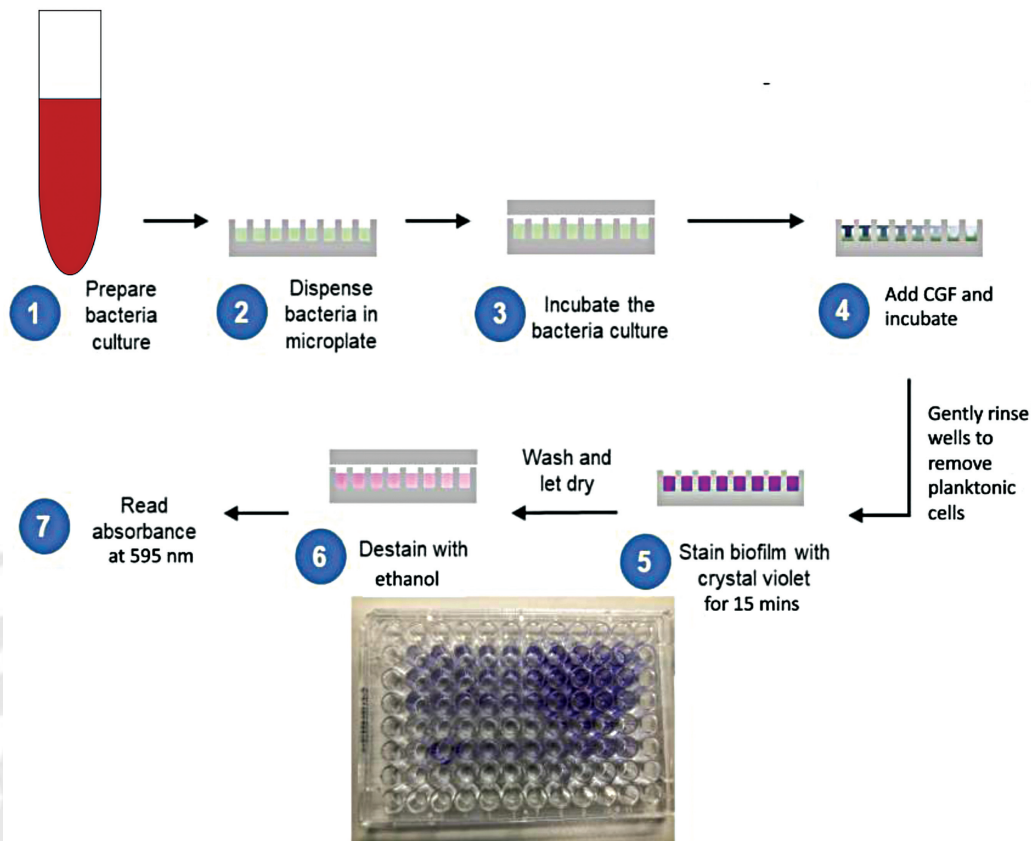 1
Prepare
bacteria
culture
2
Dispense
bacteria in
microplate
3
Incubate the
bacteria culture
4
Add CGF and
incubate
Gently rinse
wells to
remove
planktonic
cells
5
Stain biofilm with
crystal violet
for 15 mins
Wash and
let dry
6
Destain with
ethanol
7
Read
absorbance
at 595 nm